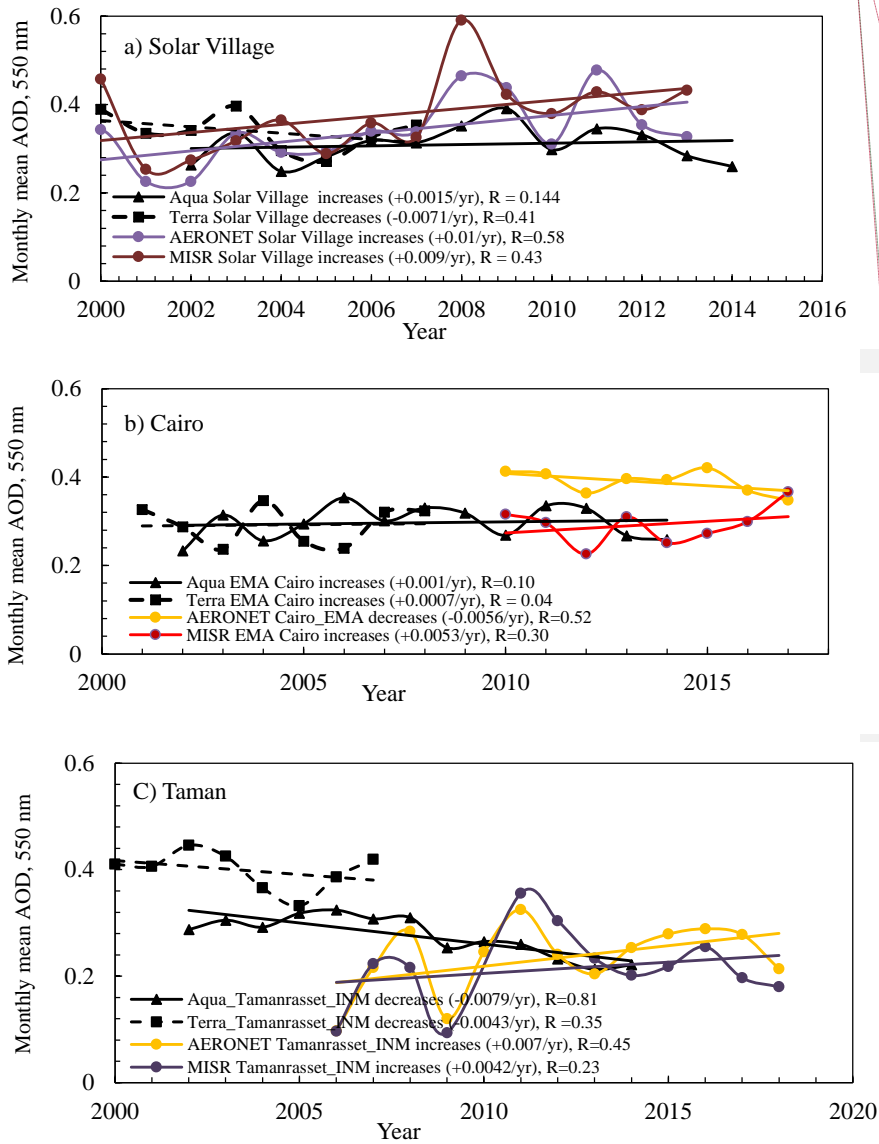 a) Solar Village
Monthly mean AOD, 550 nm
0.6
0.4
0.2
0
Aqua Solar Village increases (+0.0015/yr), R = 0.144
Terra Solar Village decreases (-0.0071/yr), R=0.41
AERONET Solar Village increases (+0.01/yr), R=0.58
MISR Solar Village increases (+0.009/yr), R = 0.43
2000 2002 2004 2006 2008 2010 2012 2014 2016
Year
b) Cairo
Monthly mean AOD, 550 nm
0.6
0.4
0.2
0
Aqua EMA Cairo increases (+0.001/yr), R=0.10
Terra EMA Cairo increases (+0.0007/yr), R = 0.04
AERONET Cairo_EMA decreases (-0.0056/yr), R=0.52
MISR EMA Cairo increases (+0.0053/yr), R=0.30
2000 2005 2010 2015
Year
C) Taman
Monthly mean AOD, 550 nm
0.6
0.4
0.2
0
Aqua_Tamanrasset_INM decreases (-0.0079/yr), R=0.81
Terra_Tamanrasset_INM decreases (-0.0043/yr), R =0.35
AERONET Tamanrasset_INM increases (+0.007/yr), R=0.45
MISR Tamanrasset_INM increases (+0.0042/yr), R=0.23
2000 2005 2010 2015 2020
Year